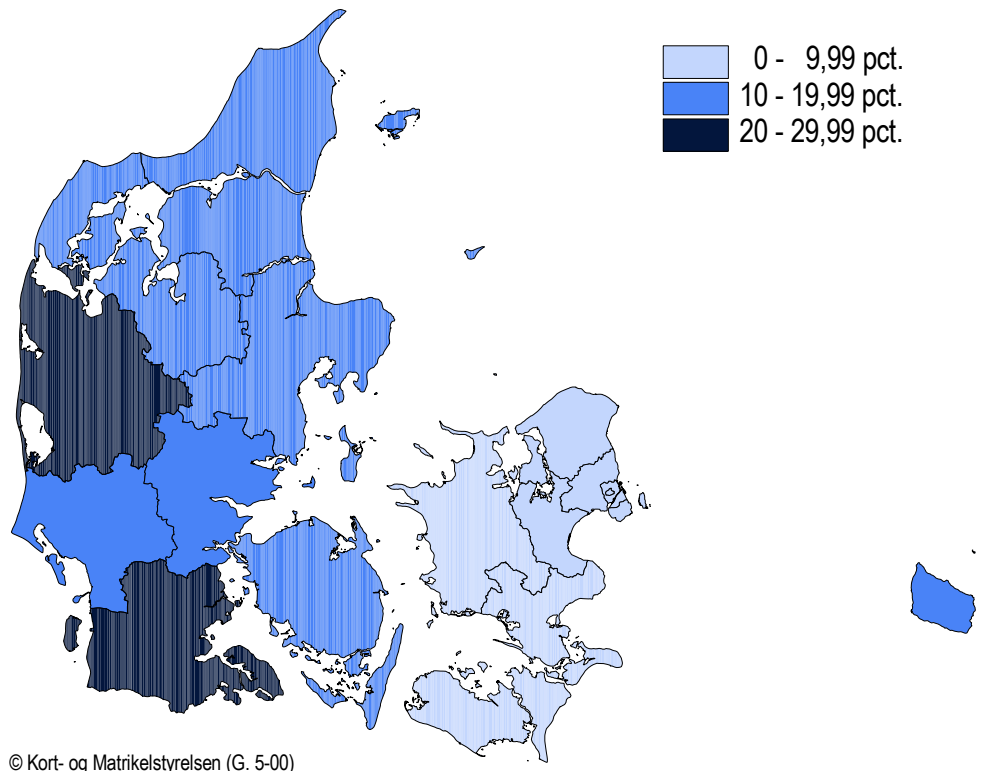 0 - 9,99 pct.
10 - 19,99 pct.
20 - 29,99 pct.
© Kort- og Matrikelstyrelsen (G. 5-00)